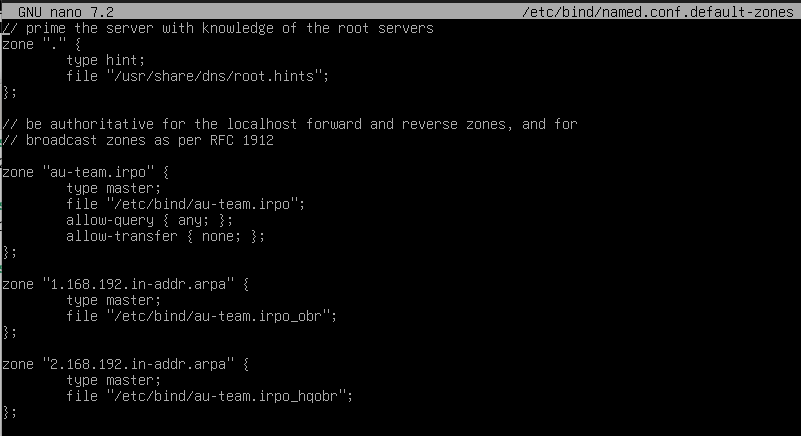 GNU nano 7.2 /etc/bind/named.conf.default-zones
// prime the server with knowledge of the root servers
zone "." {
type hint;
file "/usr/share/dns/root.hints";
};
// be authoritative for the localhost forward and reverse zones, and for
// broadcast zones as per RFC 1912
zone "au-team.irpo" {
type master;
file "/etc/bind/au-team.irpo";
allow-query { any; };
allow-transfer { none; };
};
zone "1.168.192.in-addr.arpa" {
type master;
file "/etc/bind/au-team.irpo_obr";
};
zone "2.168.192.in-addr.arpa" {
type master;
file "/etc/bind/au-team.irpo_hqobr";
};